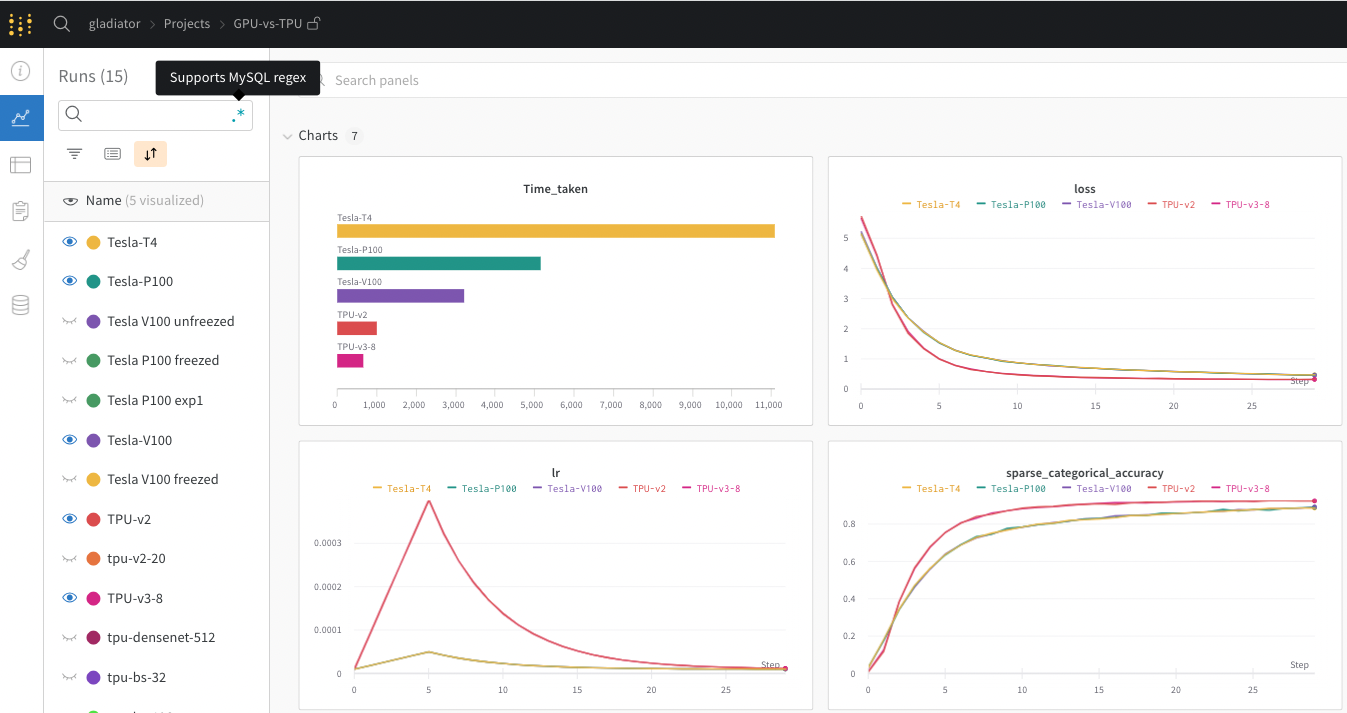 gladiator
Projects
GPU-vs-TPU
Runs (15)
Supports MySQL regex
Search panels
.*
Name (5 visualized)
Tesla-T4
Tesla-P100
Tesla V100 unfreezed
Tesla P100 freezed
Tesla P100 exp1
Tesla-V100
Tesla V100 freezed
TPU-v2
tpu-v2-20
TPU-v3-8
tpu-densenet-512
tpu-bs-32
Charts 7
Time_taken
Tesla-T4
Tesla-P100
Tesla-V100
TPU-v2
TPU-v3-8
0 1,000 2,000 3,000 4,000 5,000 6,000 7,000 8,000 9,000 10,000 11,000
loss
Tesla-T4 Tesla-P100 Tesla-V100 TPU-v2 TPU-v3-8
5
4
3
2
1
0
Step
0 5 10 15 20 25
lr
Tesla-T4 Tesla-P100 Tesla-V100 TPU-v2 TPU-v3-8
0.0003
0.0002
0.0001
0
Step
0 5 10 15 20 25
sparse_categorical_accuracy
Tesla-T4 Tesla-P100 Tesla-V100 TPU-v2 TPU-v3-8
0.8
0.6
0.4
0.2
0
Step
0 5 10 15 20 25